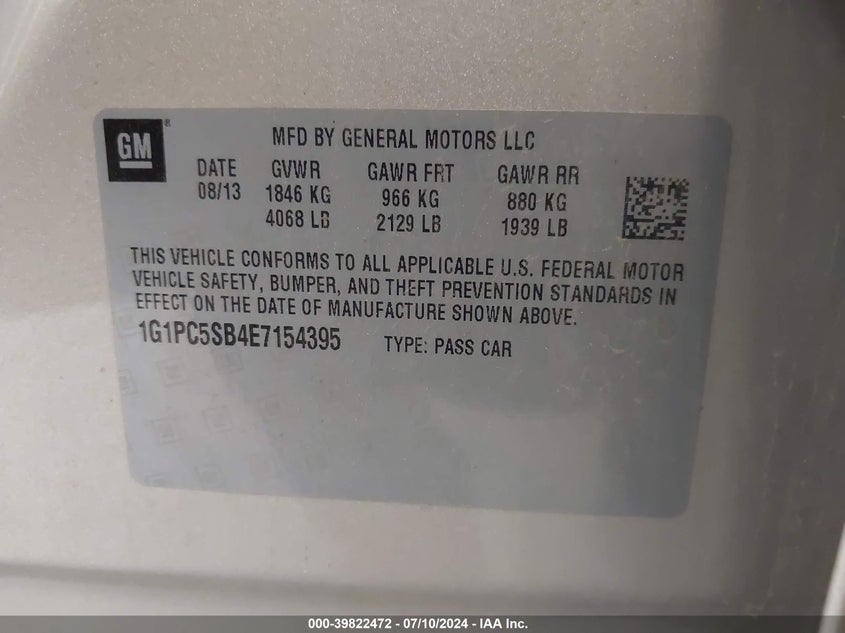 GM®
MFD BY GENERAL MOTORS LLC
DATE GVWR GAWR FRT GAWR RR
08/13 1846 KG 966 KG 880 KG
4068 LB 2129 LB 1939 LB
THIS VEHICLE CONFORMS TO ALL APPLICABLE U.S. FEDERAL MOTOR
VEHICLE SAFETY, BUMPER, AND THEFT PREVENTION STANDARDS IN
EFFECT ON THE DATE OF MANUFACTURE SHOWN ABOVE.
1G1PC5SB4E7154395 TYPE: PASS CAR
000-39822472 - 07/10/2024 - IAA Inc.